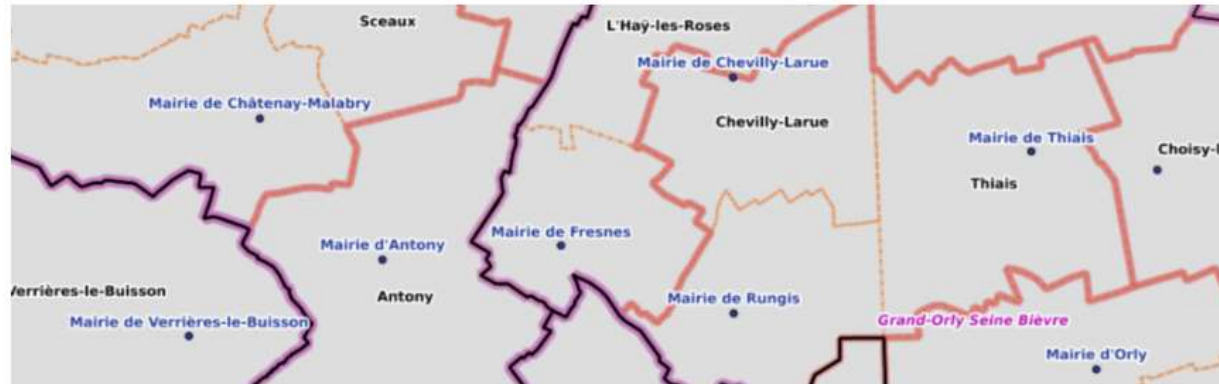 Sceaux
L'Haÿ-les-Roses
Mairie de Chevilly-Larue
Mairie de Châtenay-Malabry
Chevilly-Larue
Mairie de Thiais
Choisy-l
Thiais
Mairie de Fresnes
Mairie d'Antony
Verrières-le-Buisson
Antony
Mairie de Rungis
Mairie de Verrières-le-Buisson
Grand-Orly Seine Bièvre
Mairie d'Orly